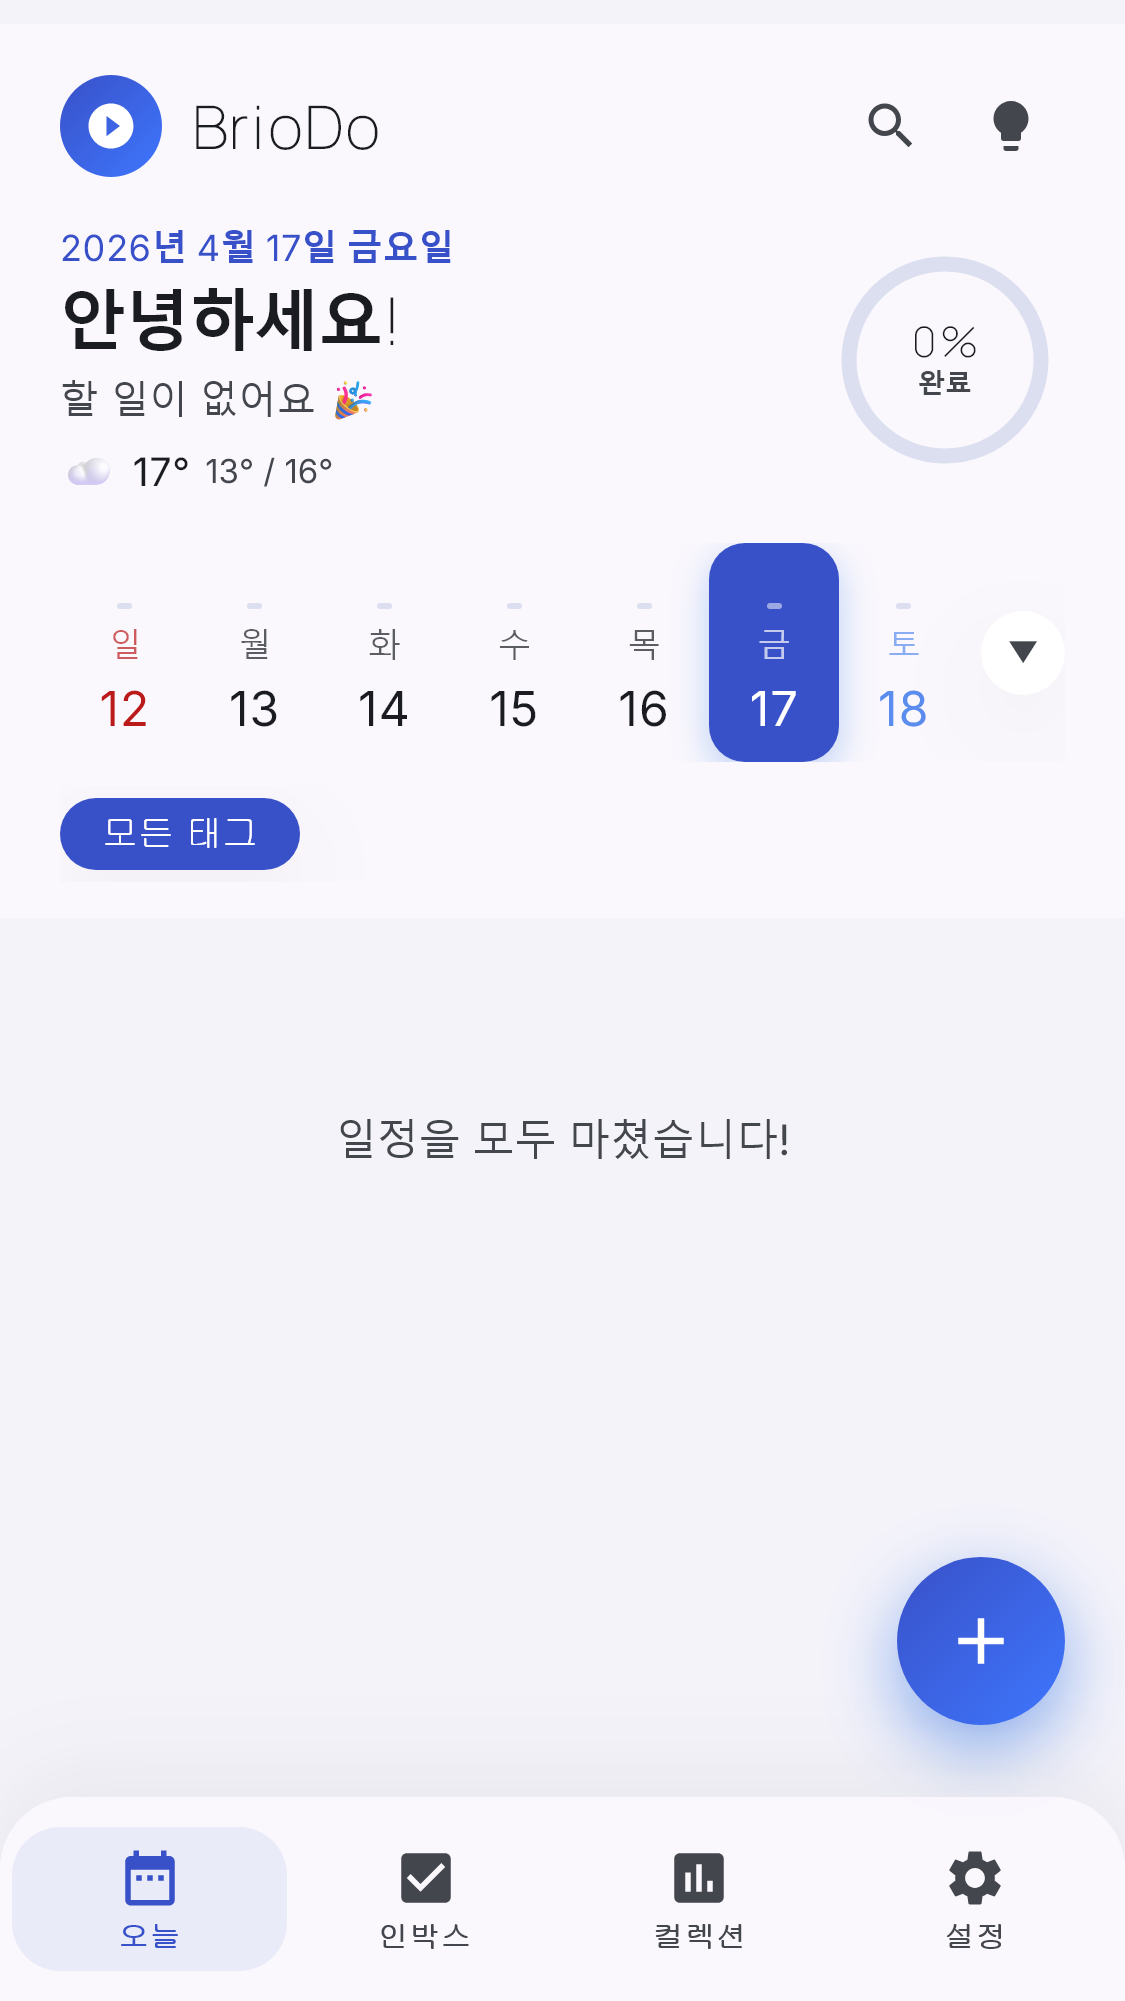 BrioDo
2026년 4월 17일 금요일
안녕하세요!
할 일이 없어요 🎉
17° 13° / 16°
0%
완료
일 월 화 수 목 금 토
12 13 14 15 16 17 18
모든 태그
일정을 모두 마쳤습니다!
오늘 인박스 컬렉션 설정